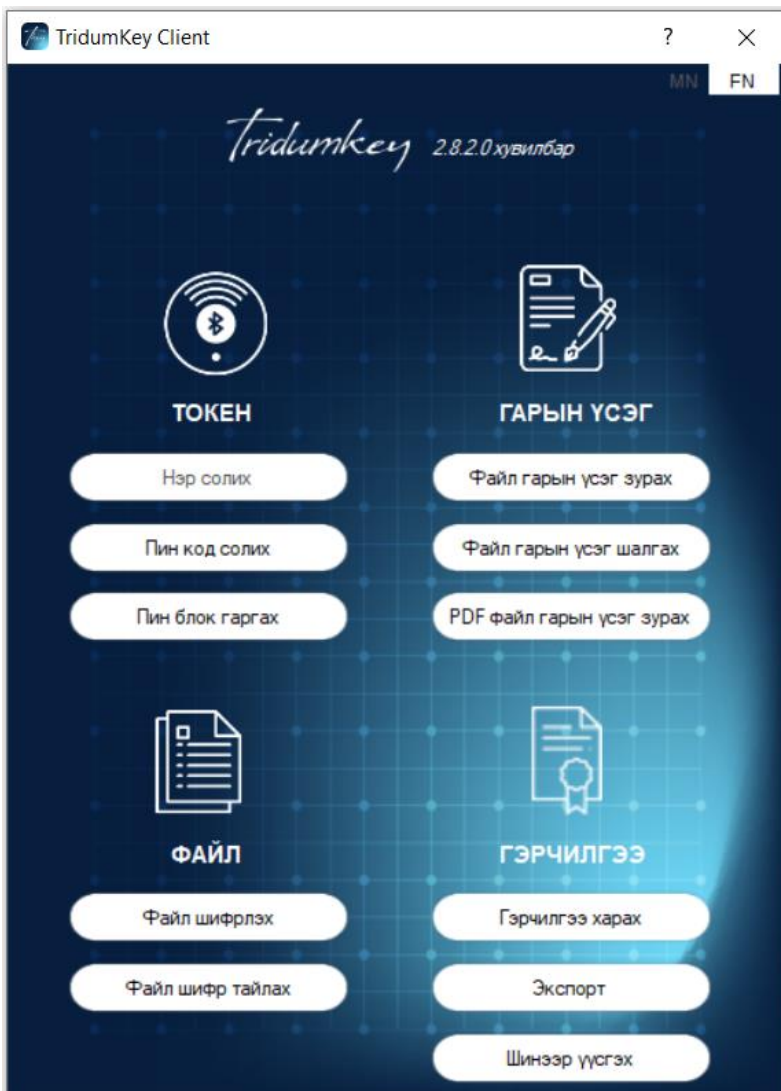 TridumKey Client
?
MN
EN
Tridumkey 2.8.2.0 хувилбар
ТОКЕН
Нэр солих
Пин код солих
Пин блок гаргах
ГАРЫН ҮСЭГ
Файл гарын үсэг зурах
Файл гарын үсэг шалгах
PDF файл гарын үсэг зурах
ФАЙЛ
Файл шифрлэх
Файл шифр тайлах
ГЭРЧИЛГЭЭ
Гэрчилгээ харах
Экспорт
Шинээр үүсгэх